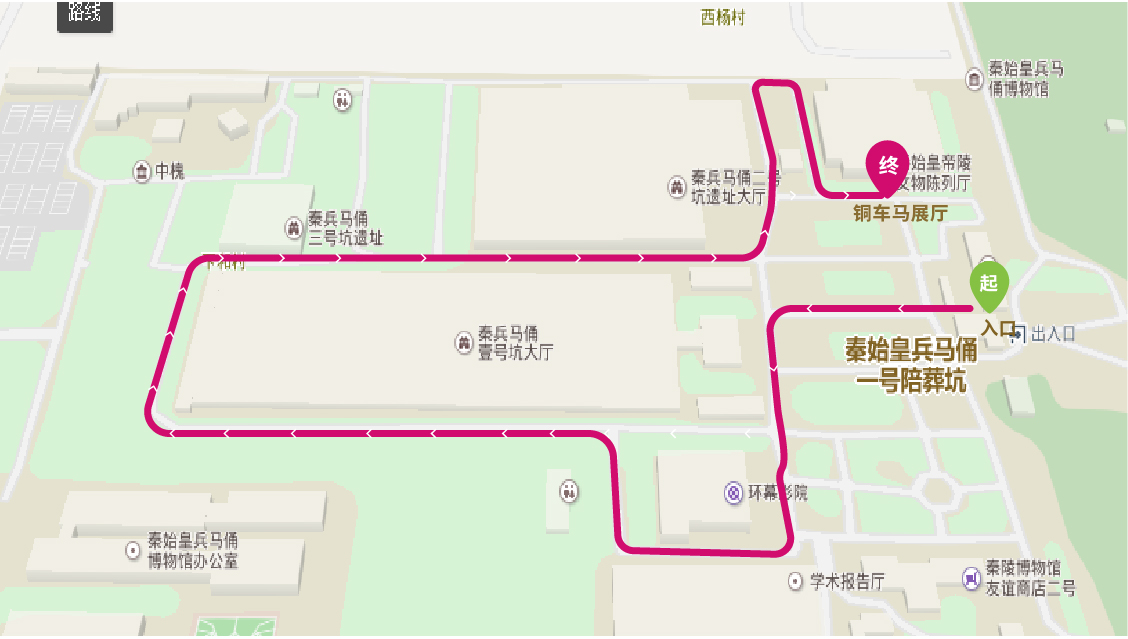 路线
西杨村
秦始皇兵马
俑博物馆
中槐
秦兵马俑二号
坑遗址大厅
终
始皇帝陵
文物陈列厅
铜车马展厅
秦兵马俑
三号坑遗址
下和村
起
入口
出入口
秦兵马俑
壹号坑大厅
秦始皇兵马俑
一号陪葬坑
环幕影院
秦始皇兵马俑
博物馆办公室
学术报告厅
秦陵博物馆
友谊商店二号